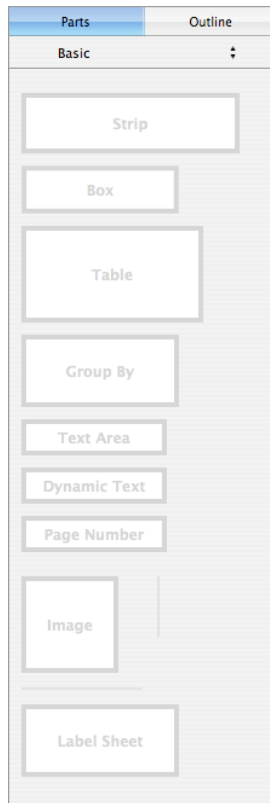 Parts Outline
Basic
Strip
Box
Table
Group By
Text Area
Dynamic Text
Page Number
Image
Label Sheet